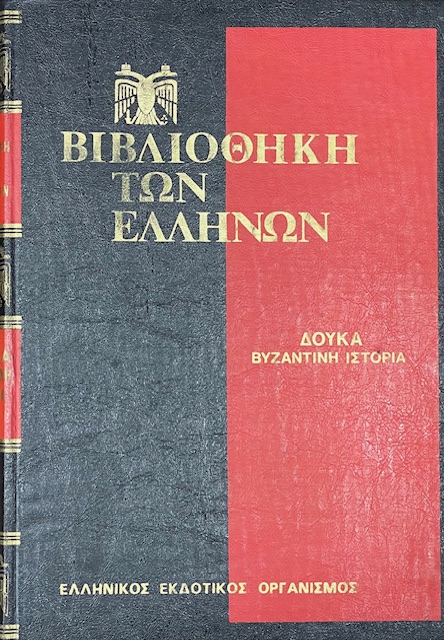 ΒΙΒΛΙΟΘΗΚΗ
ΤΩΝ
ΕΛΛΗΝΩΝ
ΔΟΥΚΑ
ΒΥΖΑΝΤΙΝΗ ΙΣΤΟΡΙΑ
ΕΛΛΗΝΙΚΟΣ ΕΚΔΟΤΙΚΟΣ ΟΡΓΑΝΙΣΜΟΣ